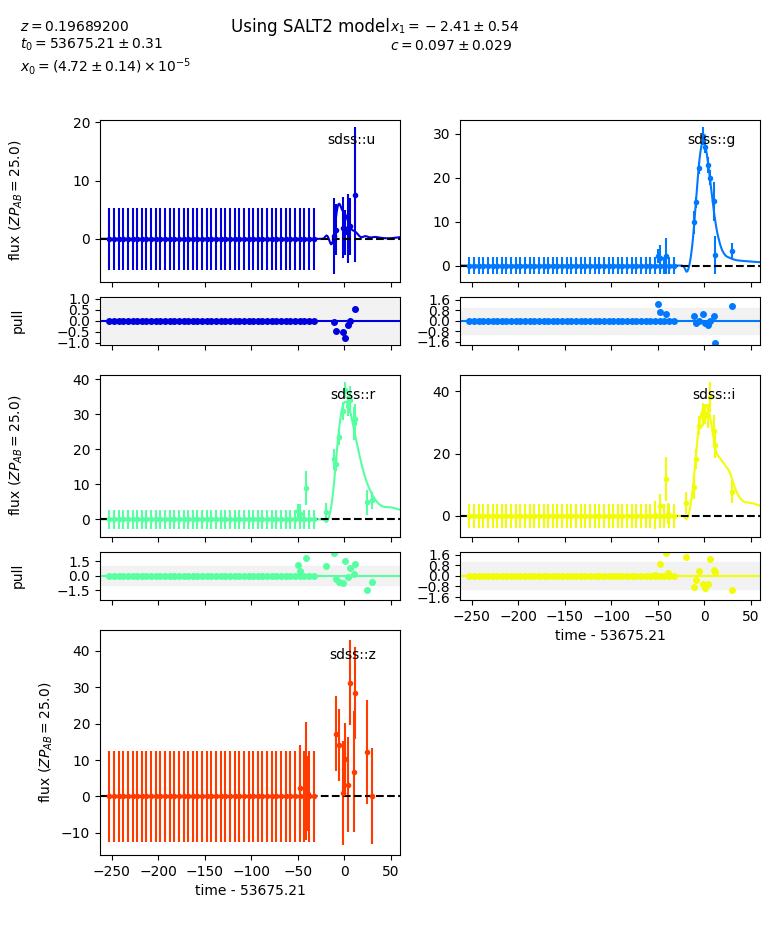 z = 0.19689200
t₀ = 53675.21 ± 0.31
x₀ = (4.72 ± 0.14) × 10⁻⁵
Using SALT2 model
x₁ = −2.41 ± 0.54
c = 0.097 ± 0.029
sdss::u
flux (ZP_AB = 25.0)
20
10
0
sdss::g
30
20
10
0
pull
1.0
0.5
0.0
−0.5
−1.0
1.6
0.8
0.0
−0.8
−1.6
sdss::r
flux (ZP_AB = 25.0)
40
30
20
10
0
sdss::i
40
20
0
pull
1.5
0.0
−1.5
1.6
0.8
0.0
−0.8
−1.6
−250 −200 −150 −100 −50 0 50
time - 53675.21
sdss::z
flux (ZP_AB = 25.0)
40
30
20
10
0
−10
−250 −200 −150 −100 −50 0 50
time - 53675.21